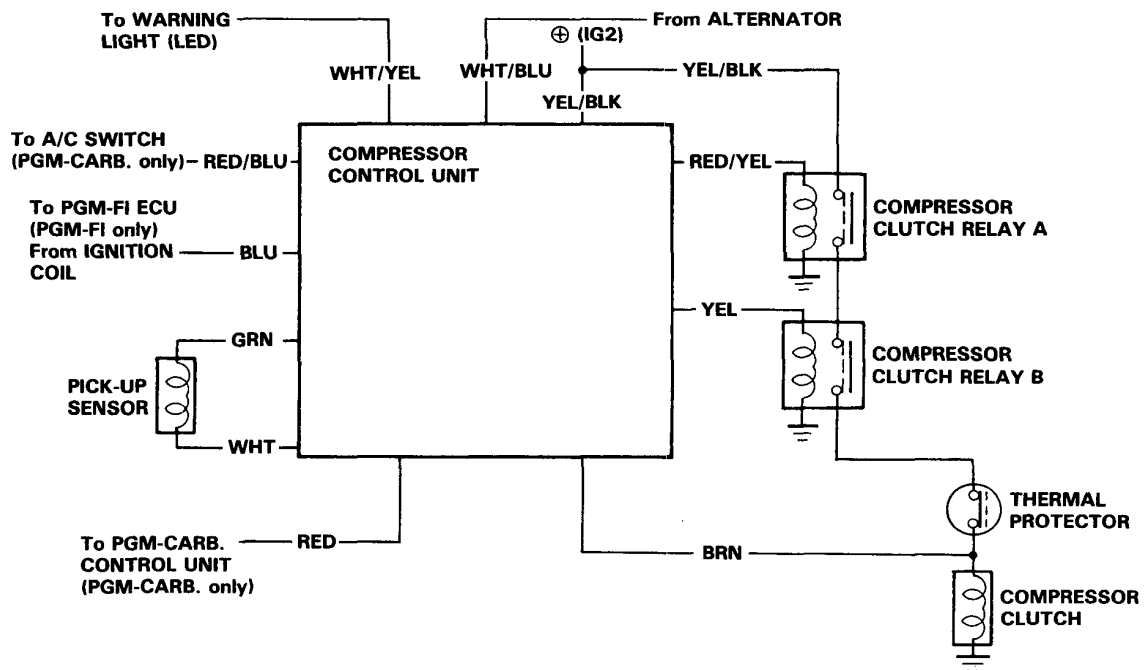 To WARNING
LIGHT (LED)
From ALTERNATOR
⊕ (IG2)
WHT/YEL
WHT/BLU
YEL/BLK
YEL/BLK
To A/C SWITCH
(PGM-CARB. only)
RED/BLU
COMPRESSOR
CONTROL UNIT
RED/YEL
COMPRESSOR
CLUTCH RELAY A
To PGM-FI ECU
(PGM-FI only)
From IGNITION
COIL
BLU
YEL
COMPRESSOR
CLUTCH RELAY B
GRN
PICK-UP
SENSOR
WHT
THERMAL
PROTECTOR
To PGM-CARB.
CONTROL UNIT
(PGM-CARB. only)
RED
BRN
COMPRESSOR
CLUTCH